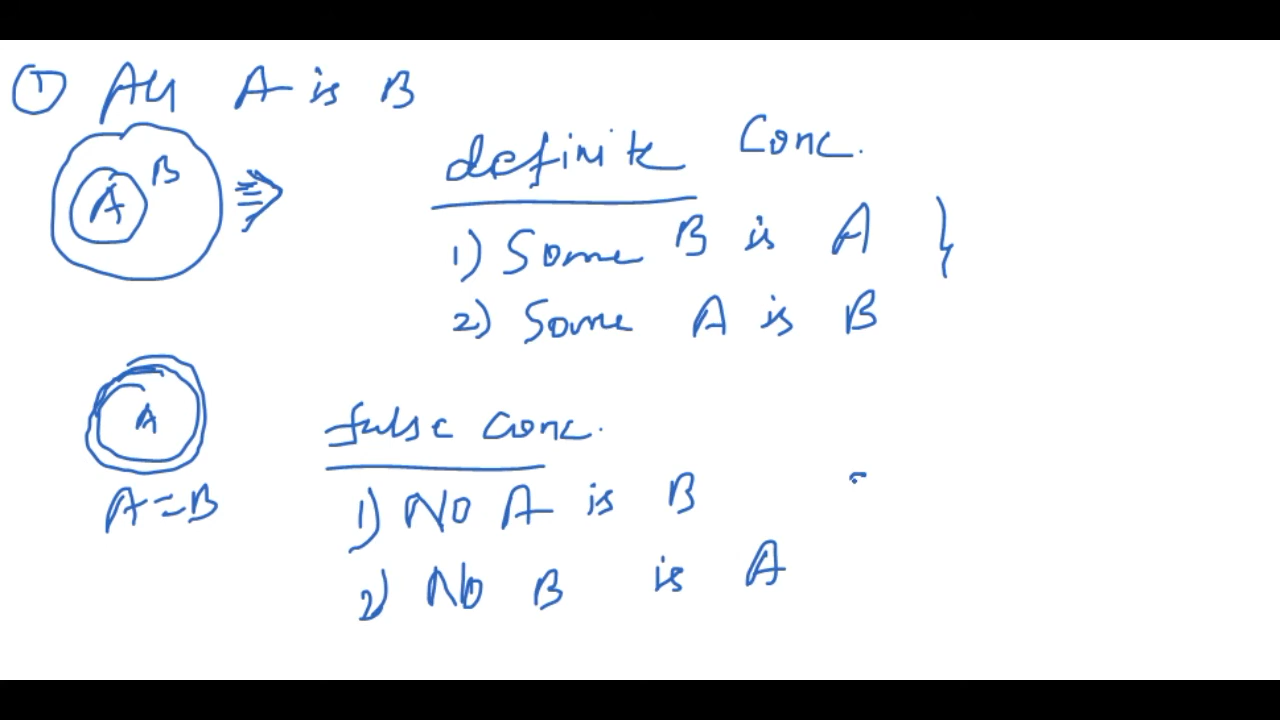 ① All A is B
A B
definite Conc.
1) Some B is A
2) Some A is B
A
A=B
false conc.
1) No A is B
2) No B is A